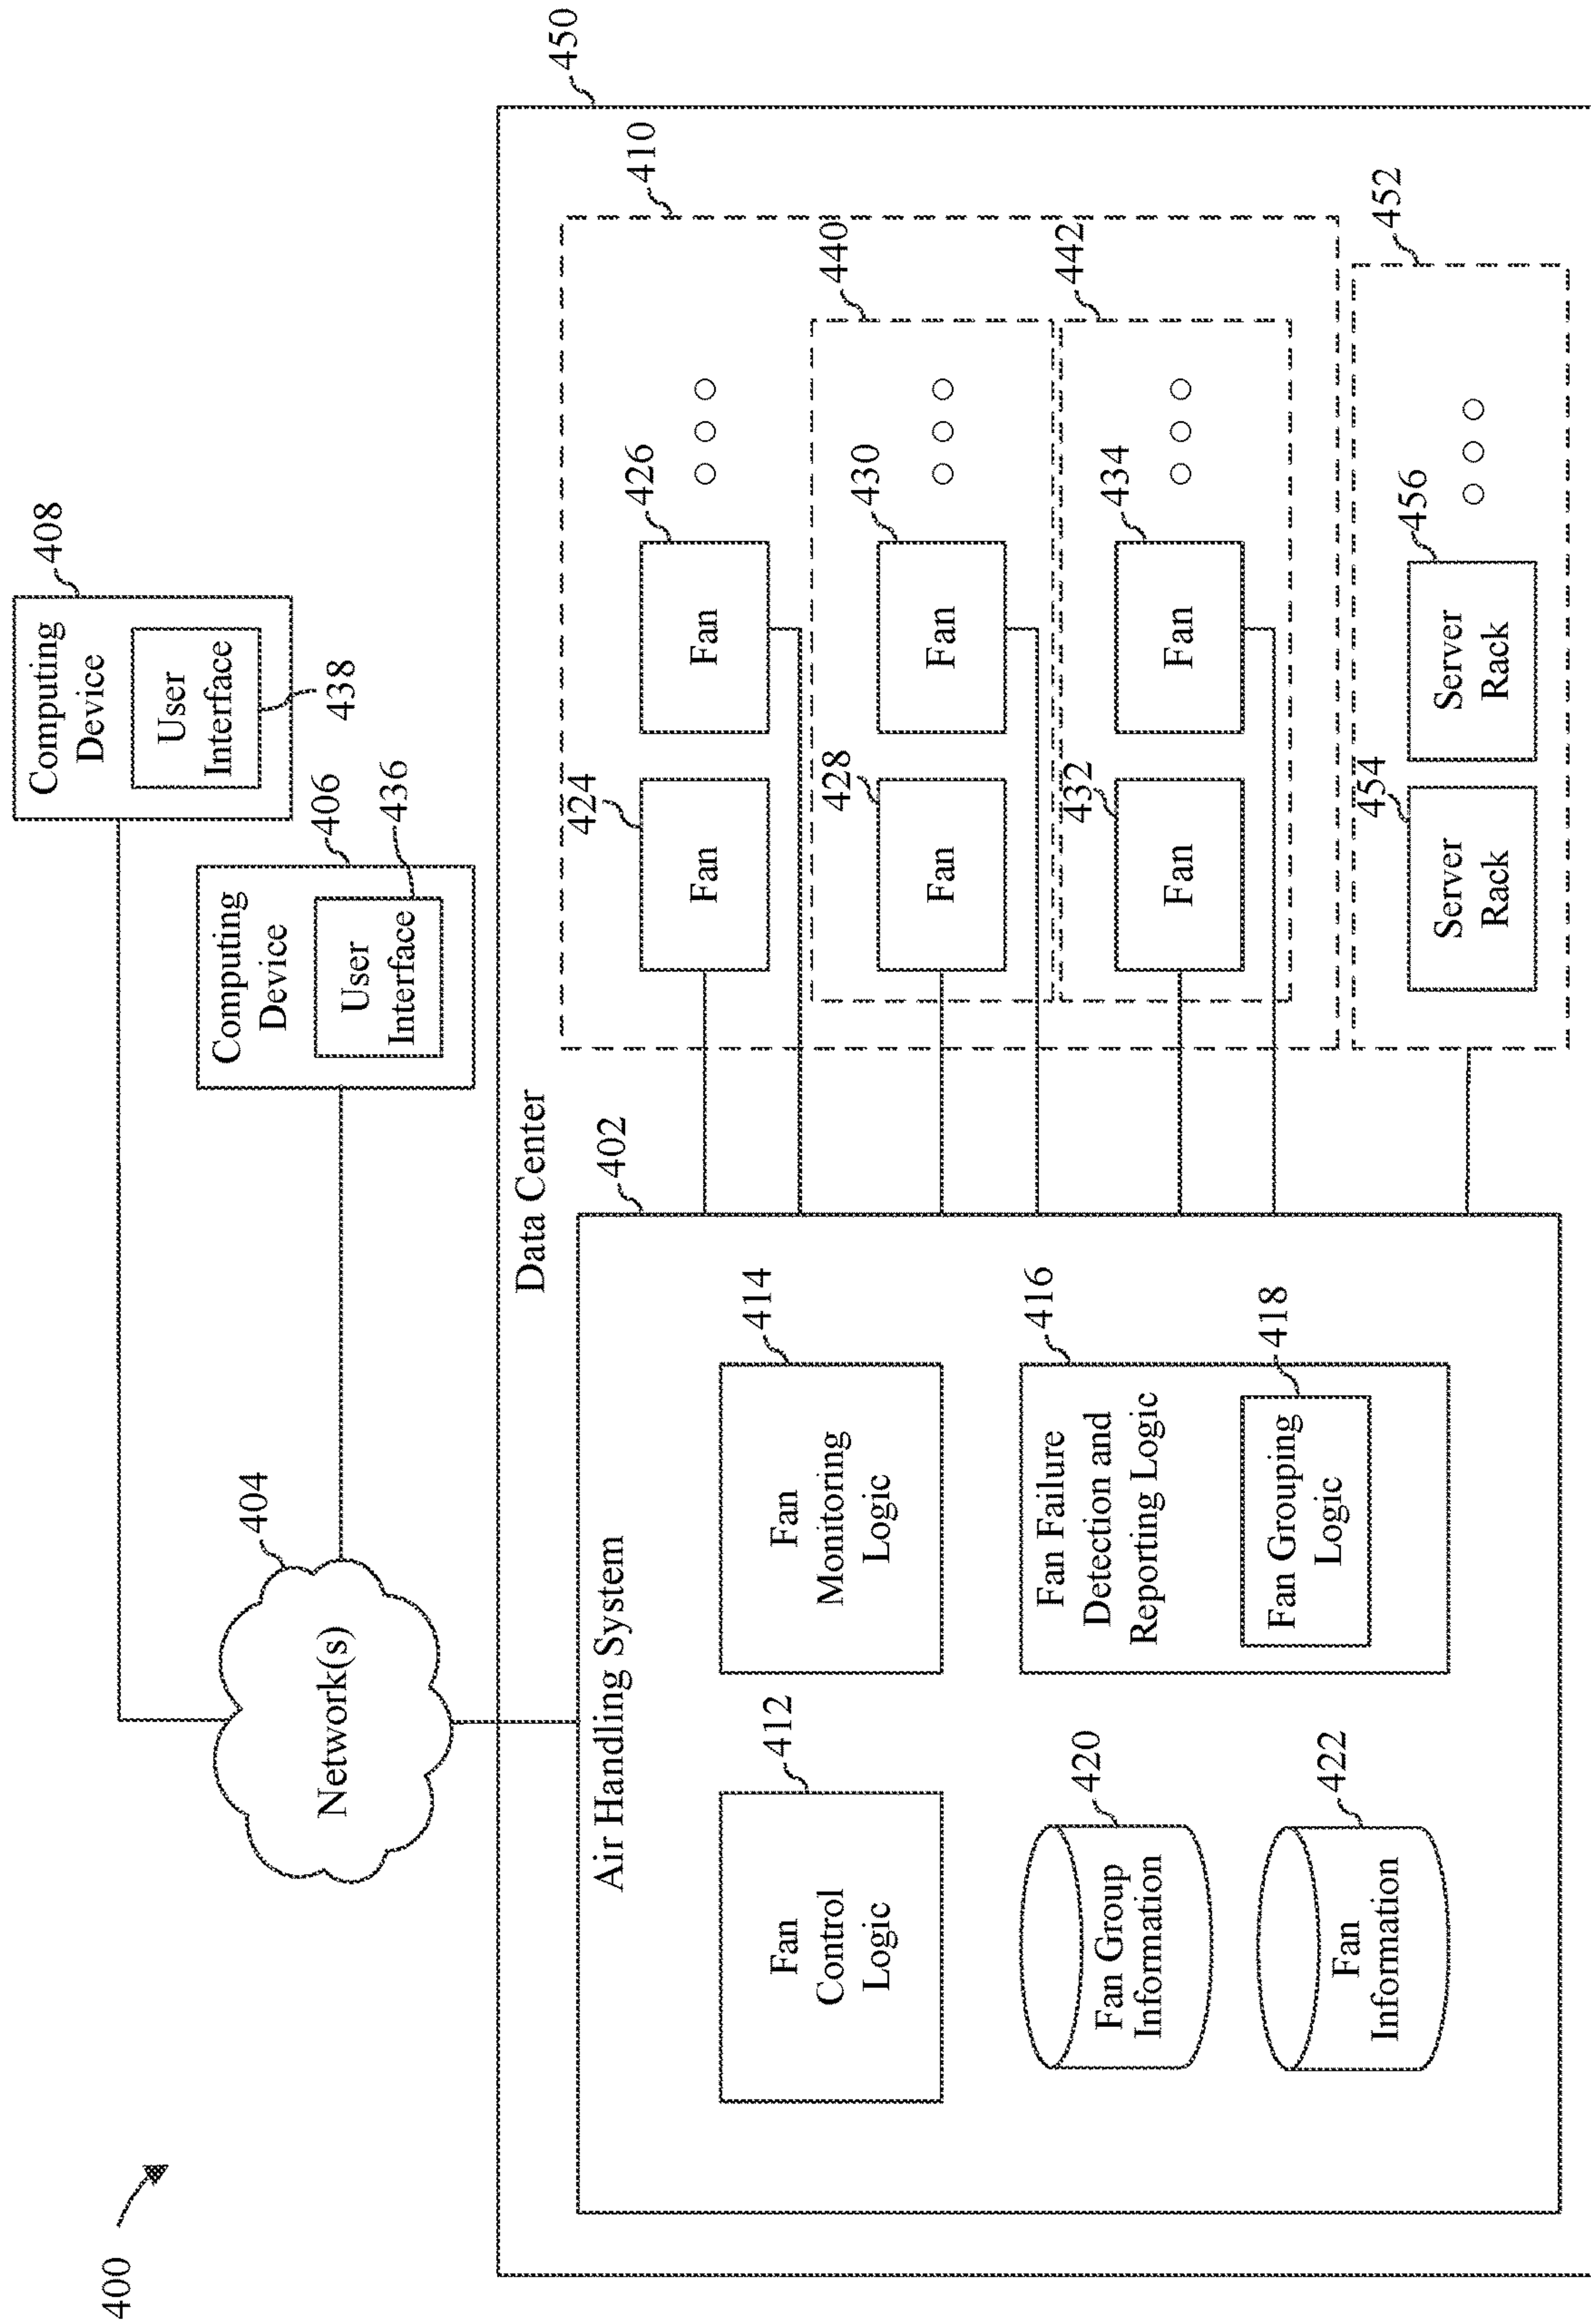 400
408
Computing
Device
User
Interface
438
406
Computing
Device
User
Interface
436
404
Network(s)
450
Data Center
402
Air Handling System
412
Fan
Control
Logic
414
Fan
Monitoring
Logic
420
Fan Group
Information
416
Fan Failure
Detection and
Reporting Logic
418
Fan Grouping
Logic
422
Fan
Information
410
424
Fan
426
Fan
440
428
Fan
430
Fan
442
432
Fan
434
Fan
452
454
Server
Rack
456
Server
Rack